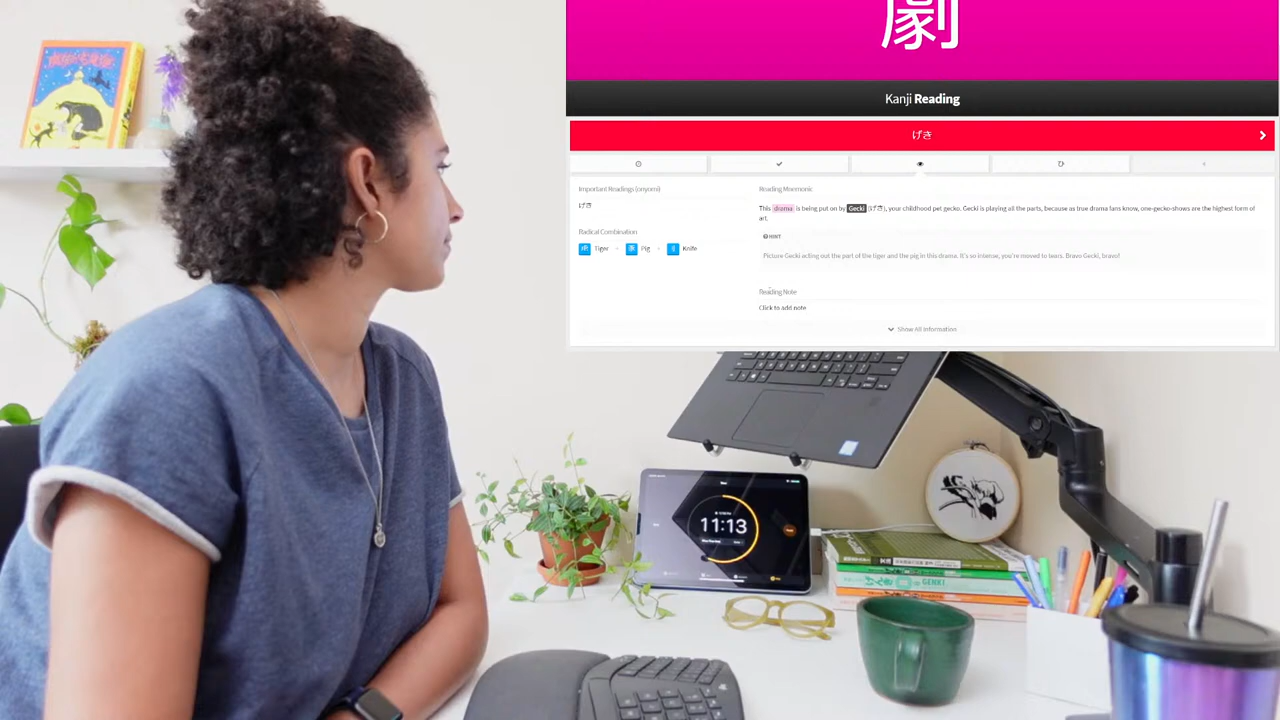 劇
Kanji Reading
げき
ひ
Important Readings (onyomi)
げき
Radical Combination
虍 Tiger + 豕 Pig + 刂 Knife
Reading Mnemonic
This drama is being put on by Gecki (げき), your childhood pet gecko. Gecki is playing all the parts, because as true drama fans know, one-gecko-shows are the highest form of
art.
HINT
Picture Gecki acting out the part of the tiger and the pig in this drama. It's so intense, you're moved to tears. Bravo Gecki, bravo!
Reading Note
Click to add note
Show All Information
11:13
GENKI